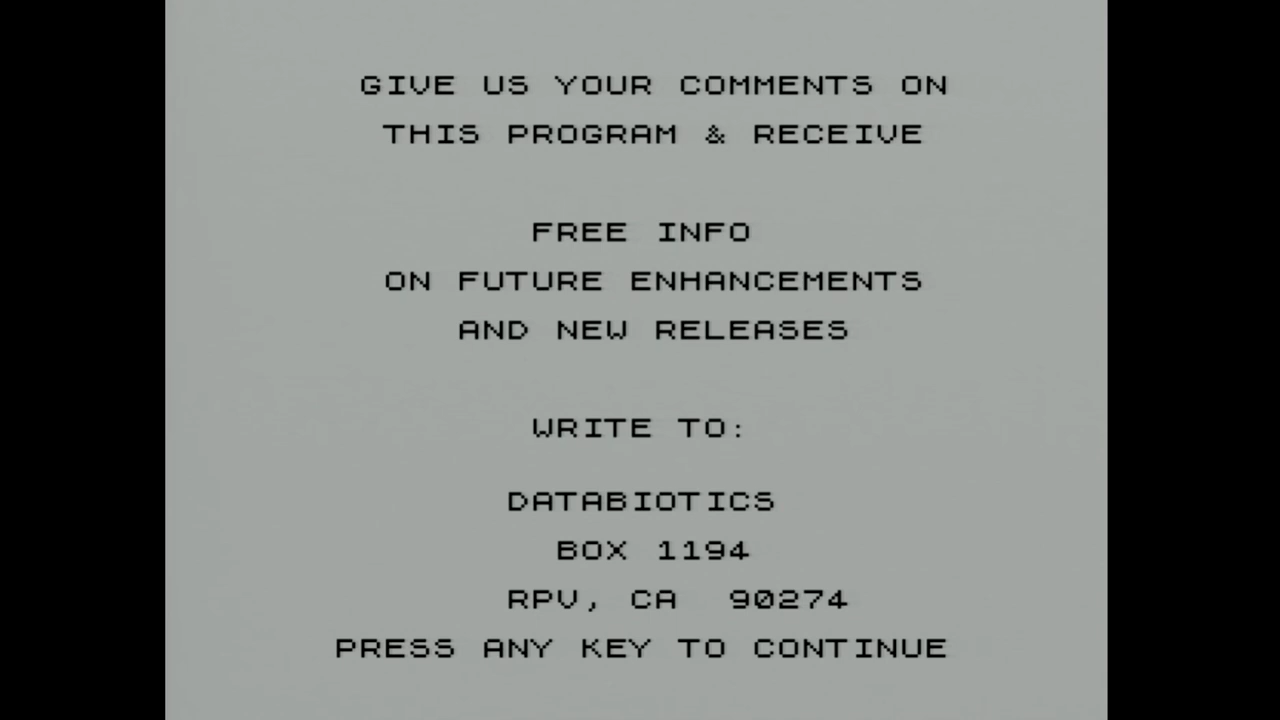 GIVE US YOUR COMMENTS ON
THIS PROGRAM & RECEIVE
FREE INFO
ON FUTURE ENHANCEMENTS
AND NEW RELEASES
WRITE TO:
DATABIOTICS
BOX 1194
RPV, CA  90274
PRESS ANY KEY TO CONTINUE